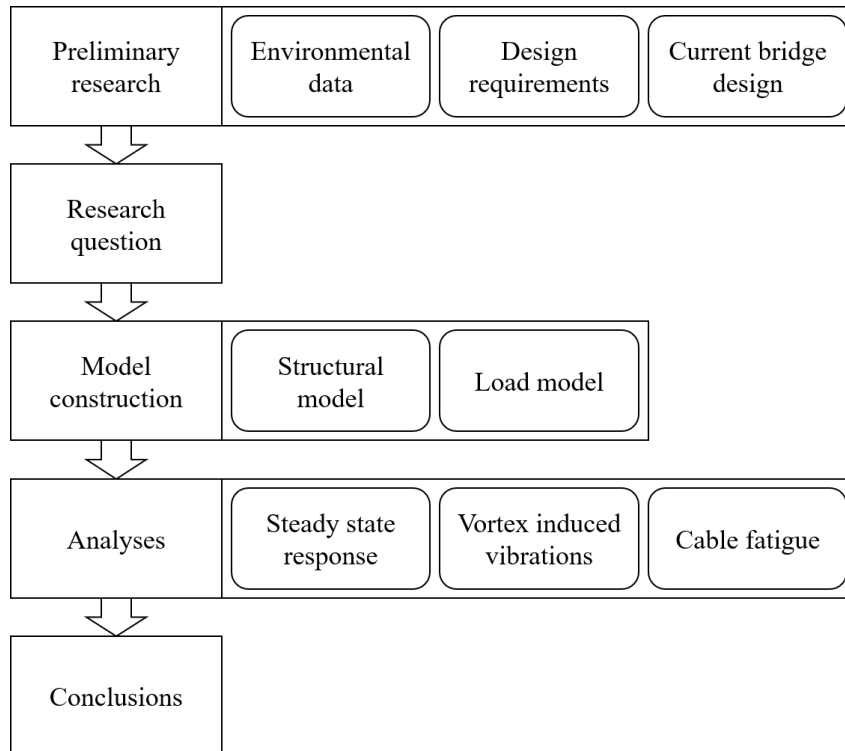 Preliminary
research
Environmental
data
Design
requirements
Current bridge
design
Research
question
Model
construction
Structural
model
Load model
Analyses
Steady state
response
Vortex induced
vibrations
Cable fatigue
Conclusions